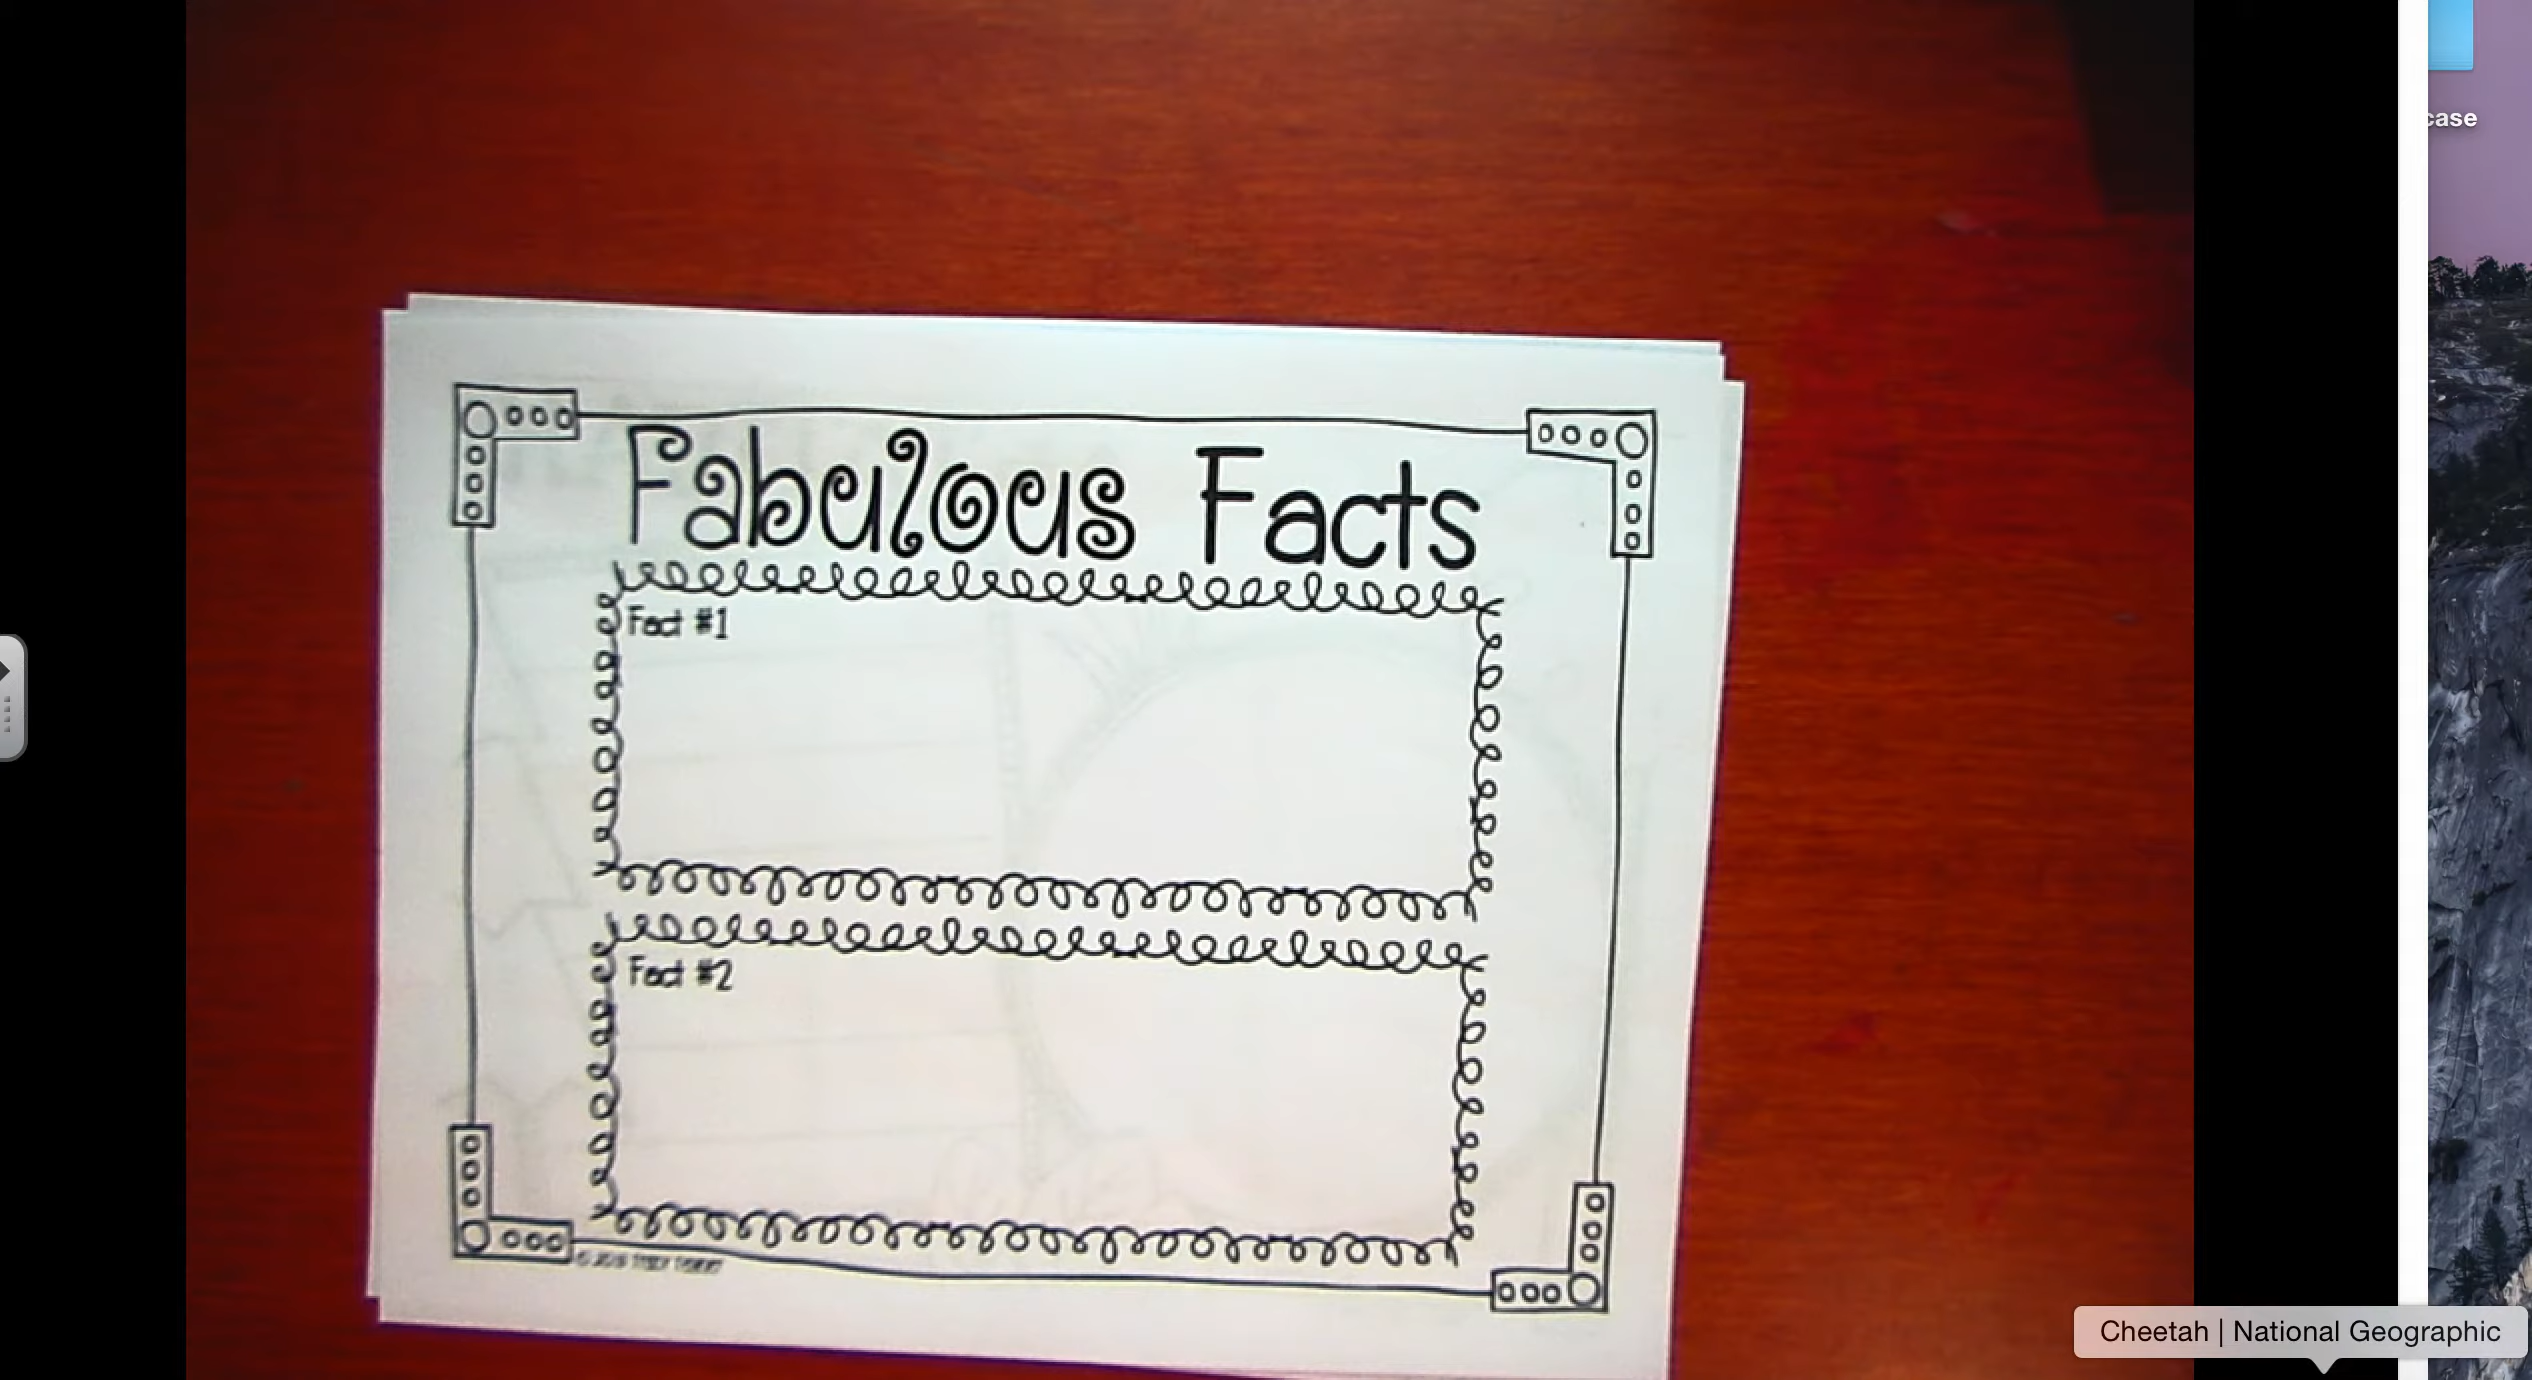 case
Fabulous Facts
Fact #1
Fact #2
Cheetah | National Geographic